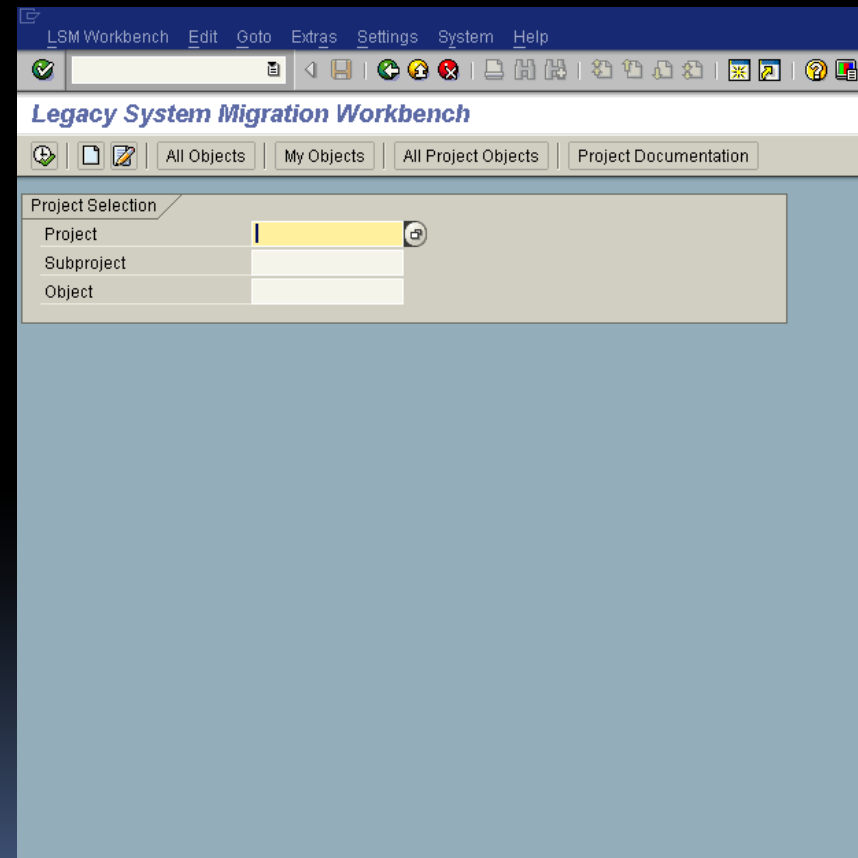 LSM Workbench Edit Goto Extras Settings System Help
Legacy System Migration Workbench
All Objects My Objects All Project Objects Project Documentation
Project Selection
Project
Subproject
Object